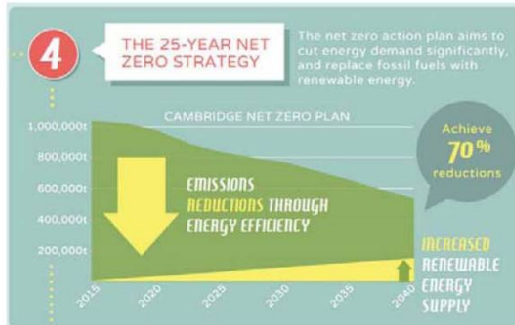 4
THE 25-YEAR NET
ZERO STRATEGY
The net zero action plan aims to
cut energy demand significantly,
and replace fossil fuels with
renewable energy.
CAMBRIDGE NET ZERO PLAN
1,000,000t
800,000t
600,000t
400,000t
200,000t
EMISSIONS
REDUCTIONS THROUGH
ENERGY EFFICIENCY
Achieve
70%
reductions
INCREASED
RENEWABLE
ENERGY
SUPPLY
2015
2020
2025
2030
2035
2040